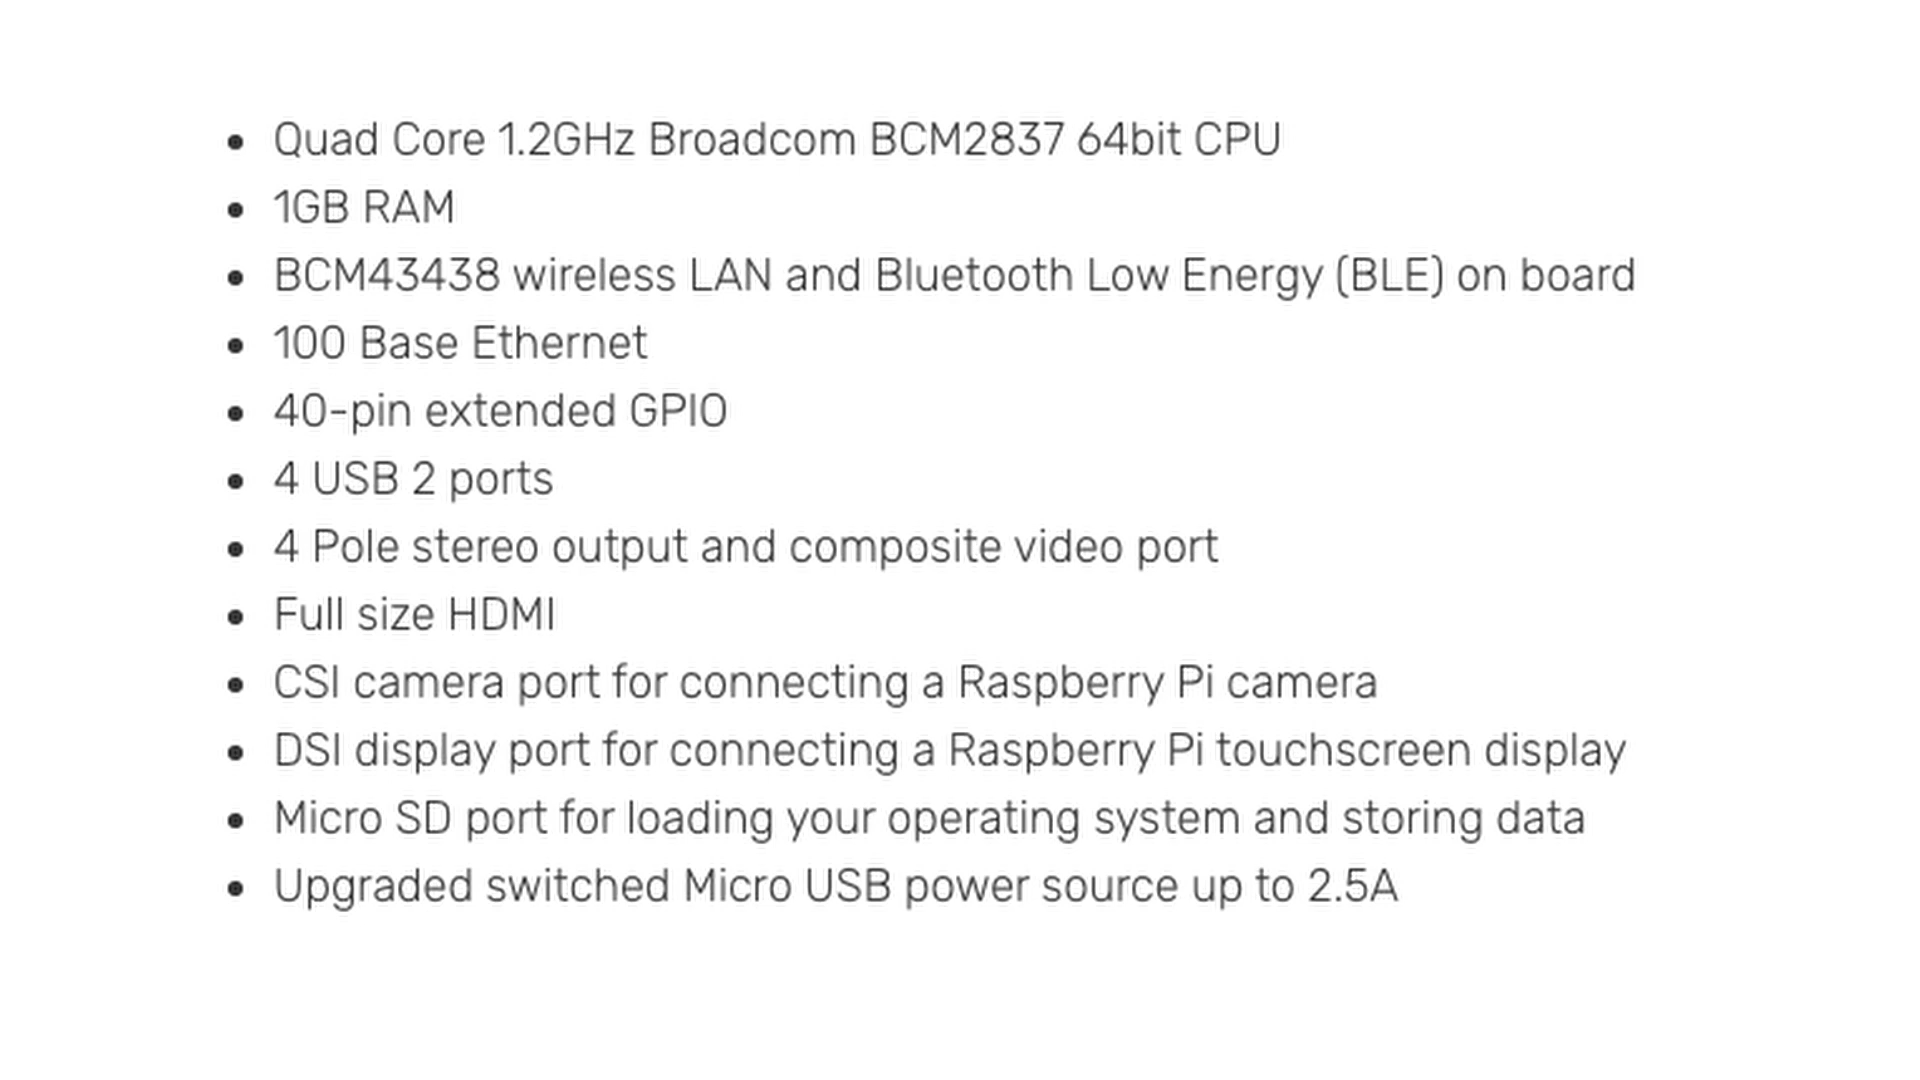 • Quad Core 1.2GHz Broadcom BCM2837 64bit CPU
• 1GB RAM
• BCM43438 wireless LAN and Bluetooth Low Energy (BLE) on board
• 100 Base Ethernet
• 40-pin extended GPIO
• 4 USB 2 ports
• 4 Pole stereo output and composite video port
• Full size HDMI
• CSI camera port for connecting a Raspberry Pi camera
• DSI display port for connecting a Raspberry Pi touchscreen display
• Micro SD port for loading your operating system and storing data
• Upgraded switched Micro USB power source up to 2.5A